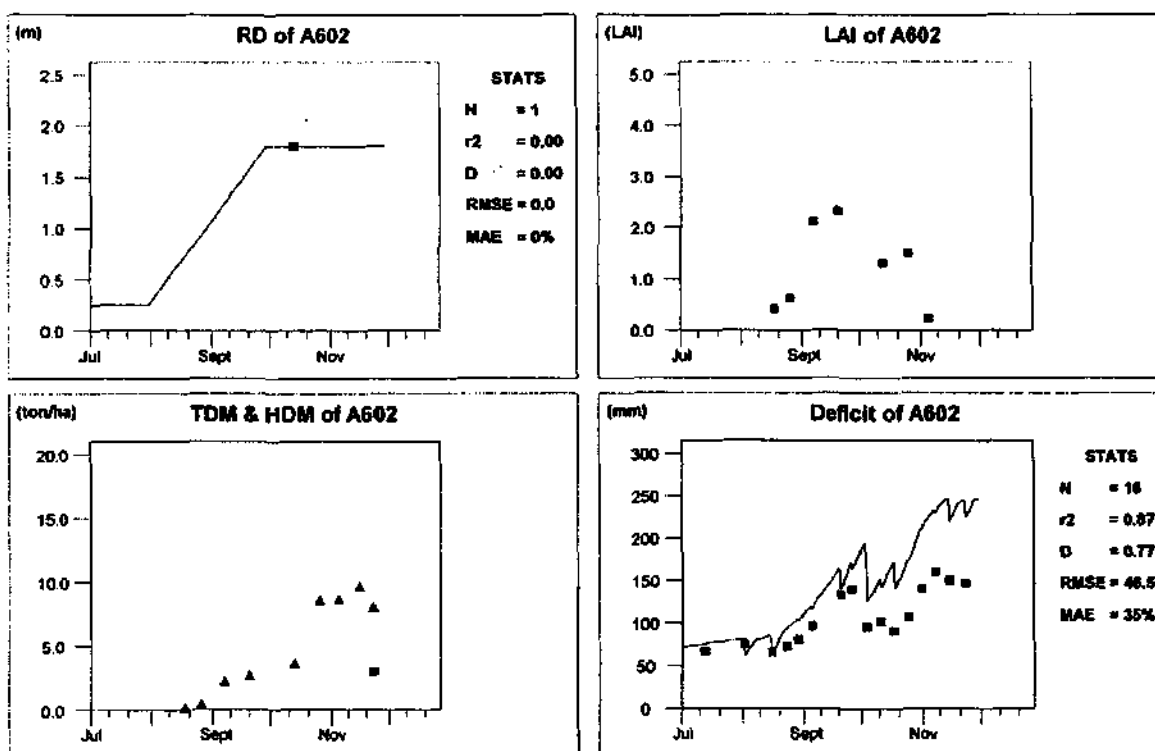 (m)
RD of A602
2.5
2.0
1.5
1.0
0.5
0.0
Jul
Sept
Nov
STATS
N = 1
r2 = 0.00
D = 0.00
RMSE = 0.0
MAE = 0%
(LAI)
LAI of A602
5.0
4.0
3.0
2.0
1.0
0.0
Jul
Sept
Nov
(ton/ha)
TDM & HDM of A602
20.0
15.0
10.0
5.0
0.0
Jul
Sept
Nov
(mm)
Deficit of A602
300
250
200
150
100
50
0
Jul
Sept
Nov
STATS
N = 16
r2 = 0.87
D = 0.77
RMSE = 46.5
MAE = 35%